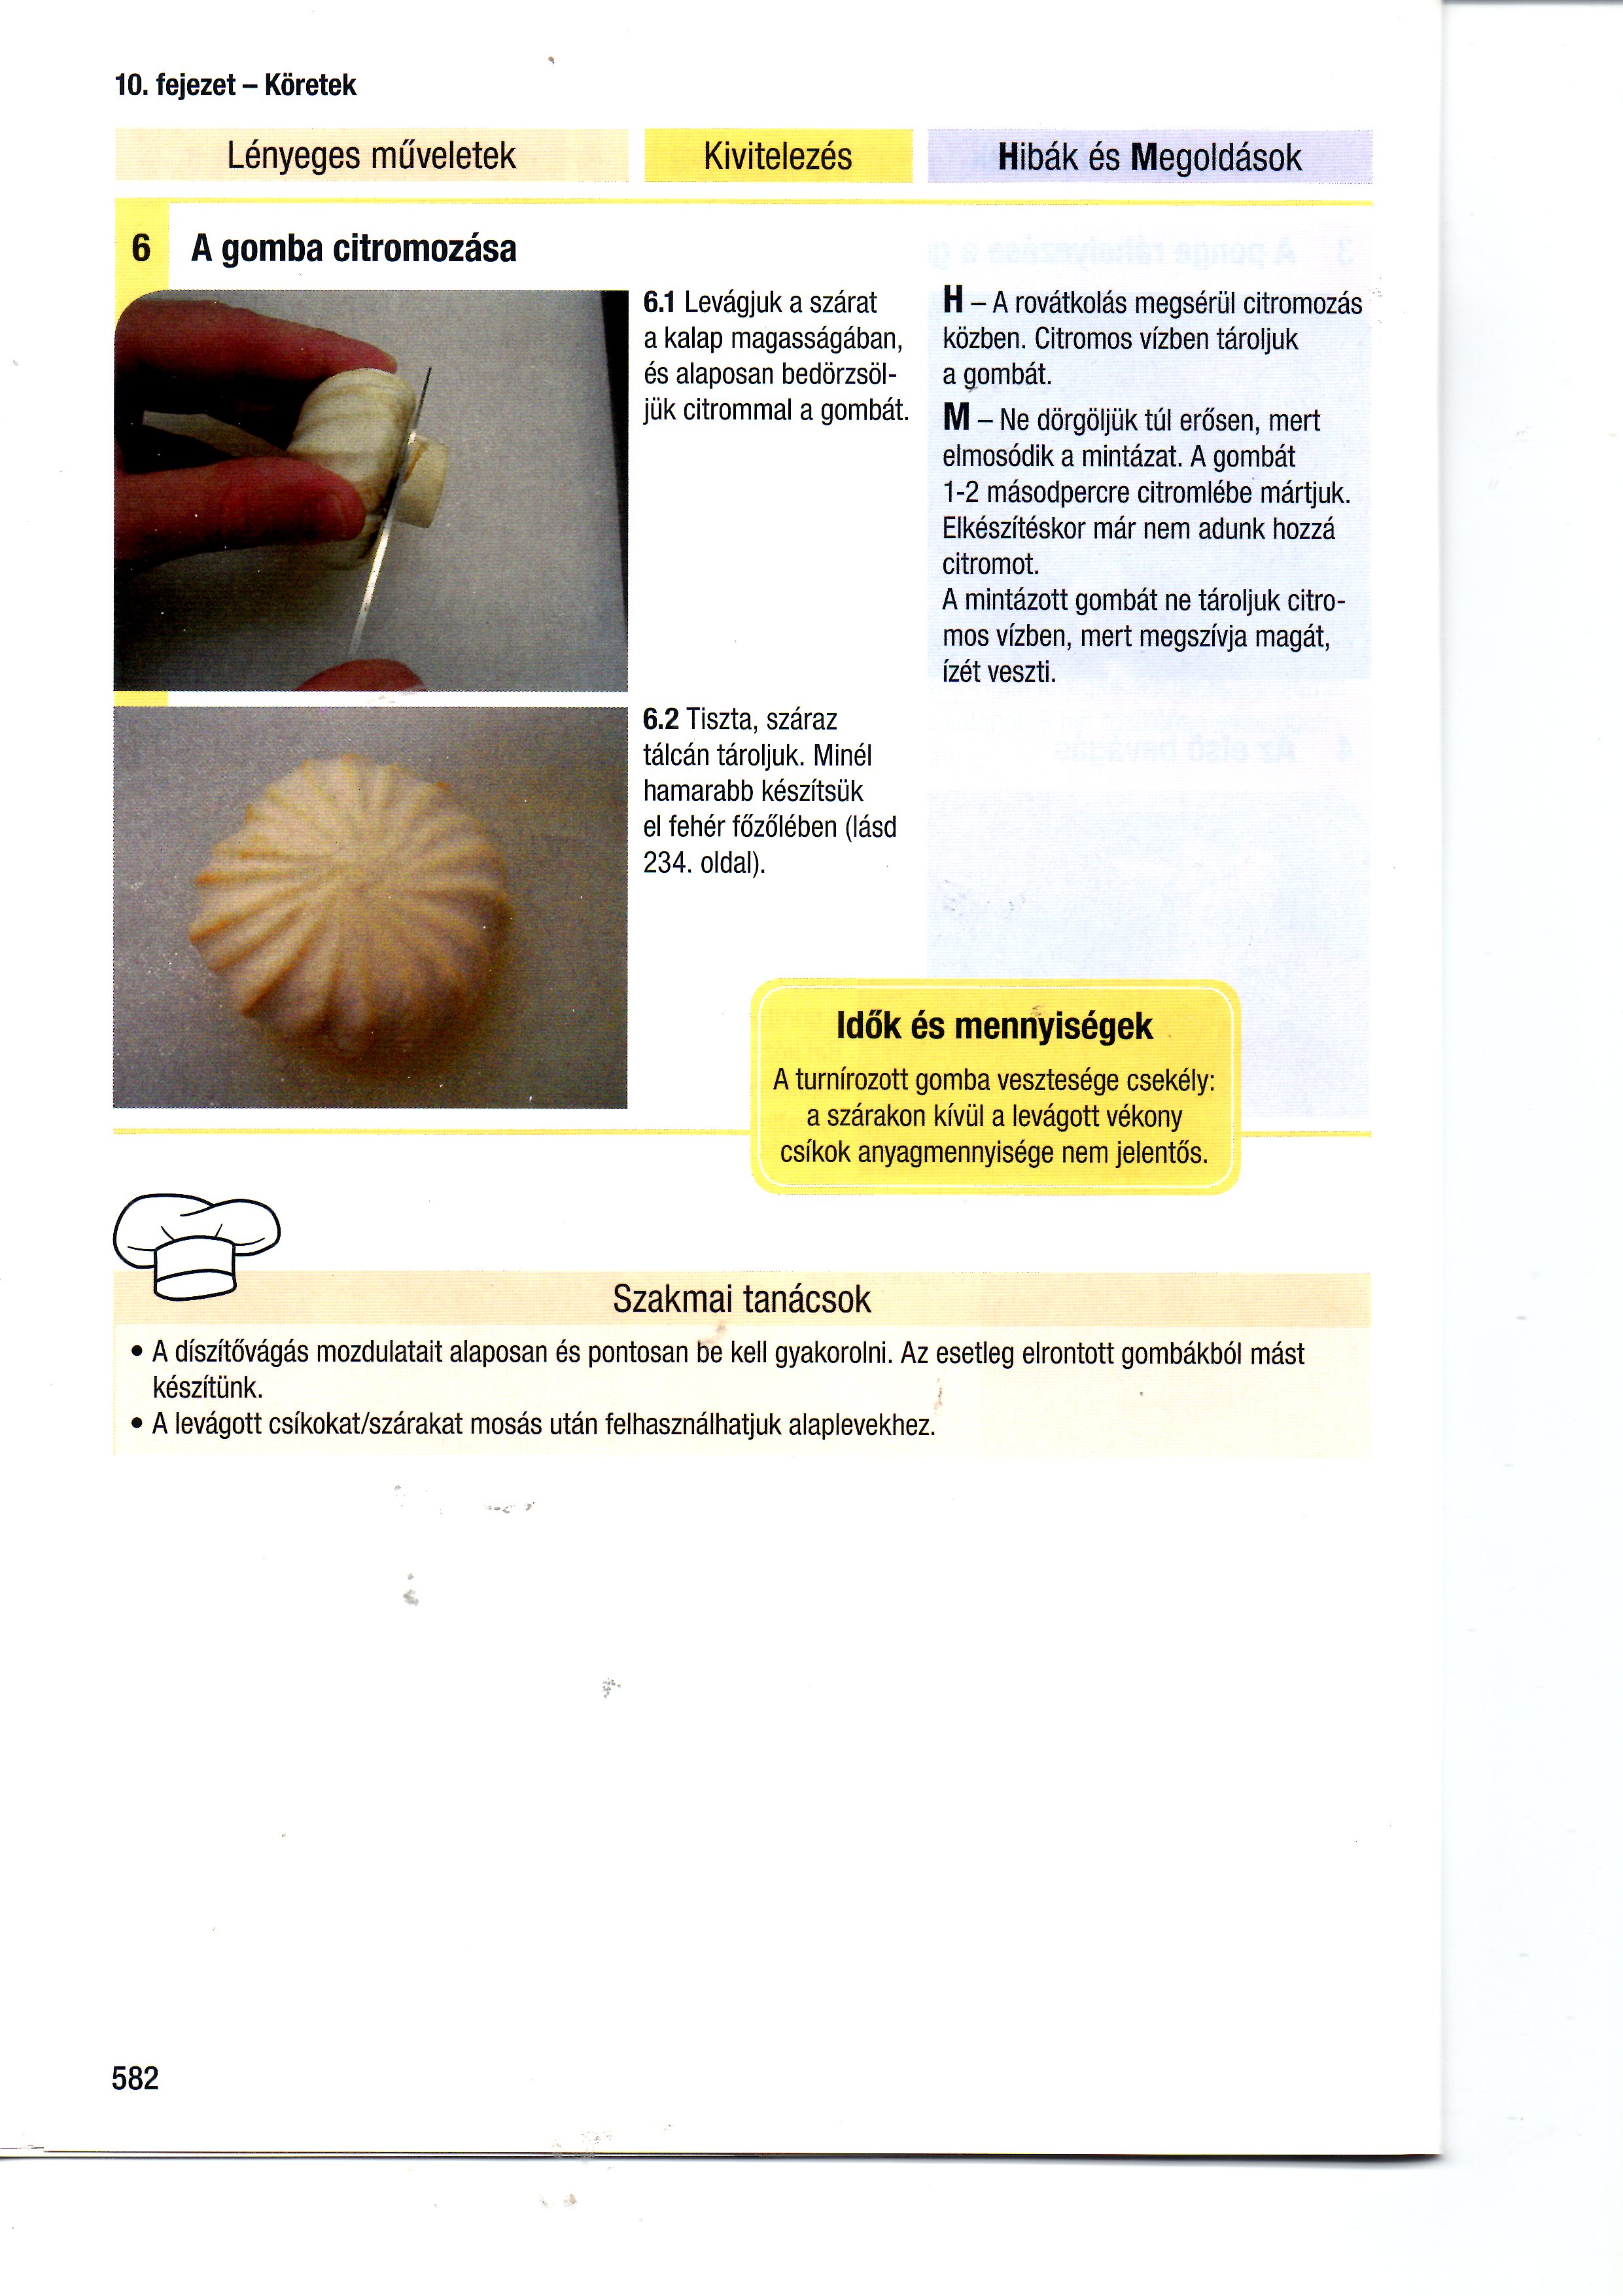 10. fejezet – Köretek
Lényeges műveletek
Kivitelezés
Hibák és Megoldások
6 A gomba citromozása
6.1 Levágjuk a szárat
a kalap magasságában,
és alaposan bedörzsöl-
jük citrommal a gombát.
H – A rovátkolás megsérül citromozás
közben. Citromos vízben tároljuk
a gombát.
M – Ne dörgöljük túl erősen, mert
elmosódik a mintázat. A gombát
1-2 másodpercre citromlébe mártjuk.
Elkészítéskor már nem adunk hozzá
citromot.
A mintázott gombát ne tároljuk citro-
mos vízben, mert megszívja magát,
ízét veszti.
6.2 Tiszta, száraz
tálcán tároljuk. Minél
hamarabb készítsük
el fehér főzőlében (lásd
234. oldal).
Idők és mennyiségek
A turnírozott gomba vesztesége csekély:
a szárakon kívül a levágott vékony
csíkok anyagmennyisége nem jelentős.
Szakmai tanácsok
• A díszítővágás mozdulatait alaposan és pontosan be kell gyakorolni. Az esetleg elrontott gombákból mást
készítünk.
• A levágott csíkokat/szárakat mosás után felhasználhatjuk alaplevekhez.
582